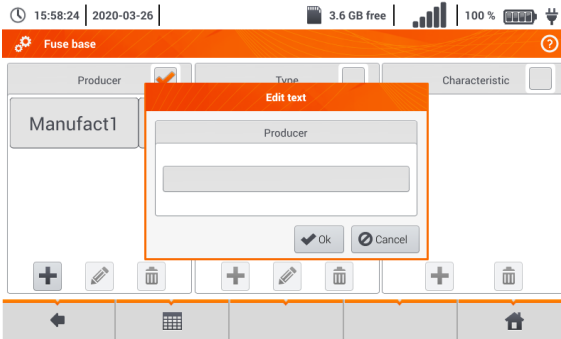 15:58:24 2020-03-26 3.6 GB free 100 %
Fuse base ?
Producer Type Characteristic
Edit text
Manufact1
Producer
Ok Cancel